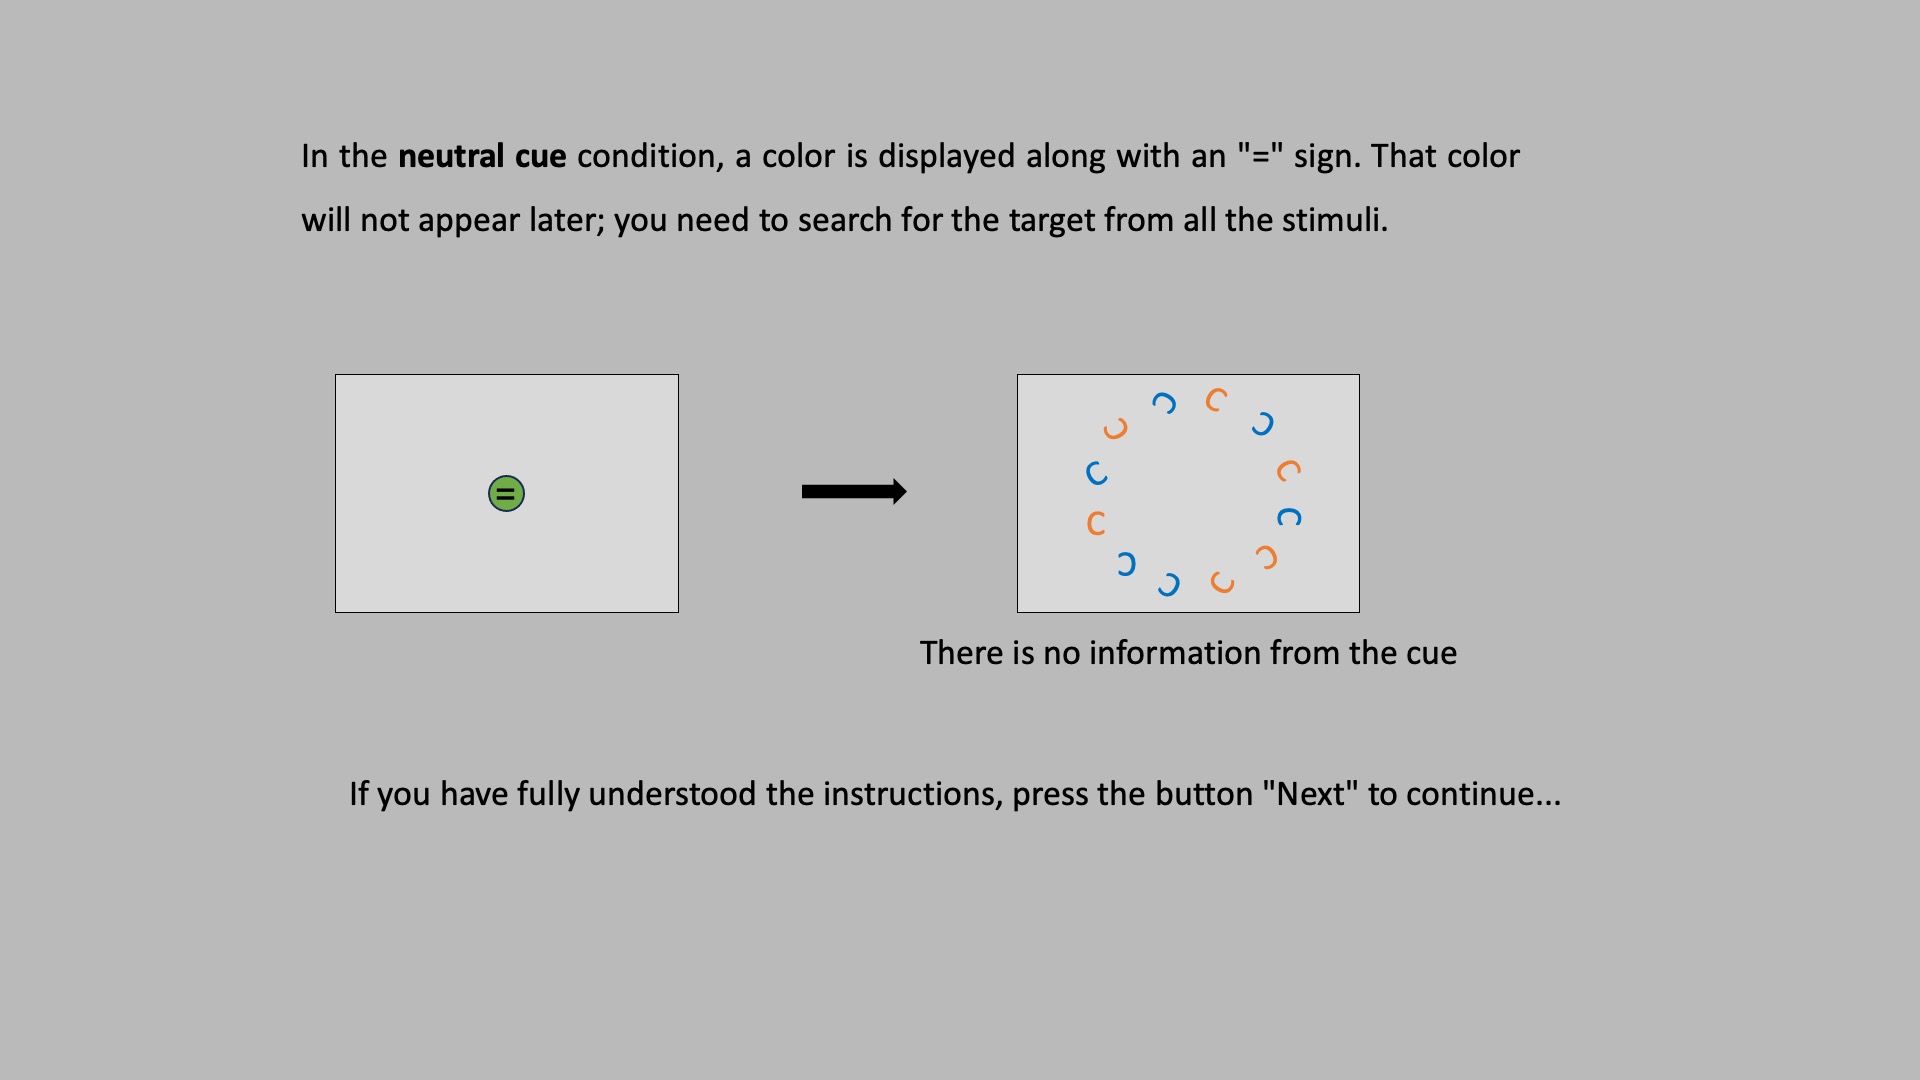 In the neutral cue condition, a color is displayed along with an "=" sign. That color
will not appear later; you need to search for the target from all the stimuli.
=
There is no information from the cue
If you have fully understood the instructions, press the button "Next" to continue...